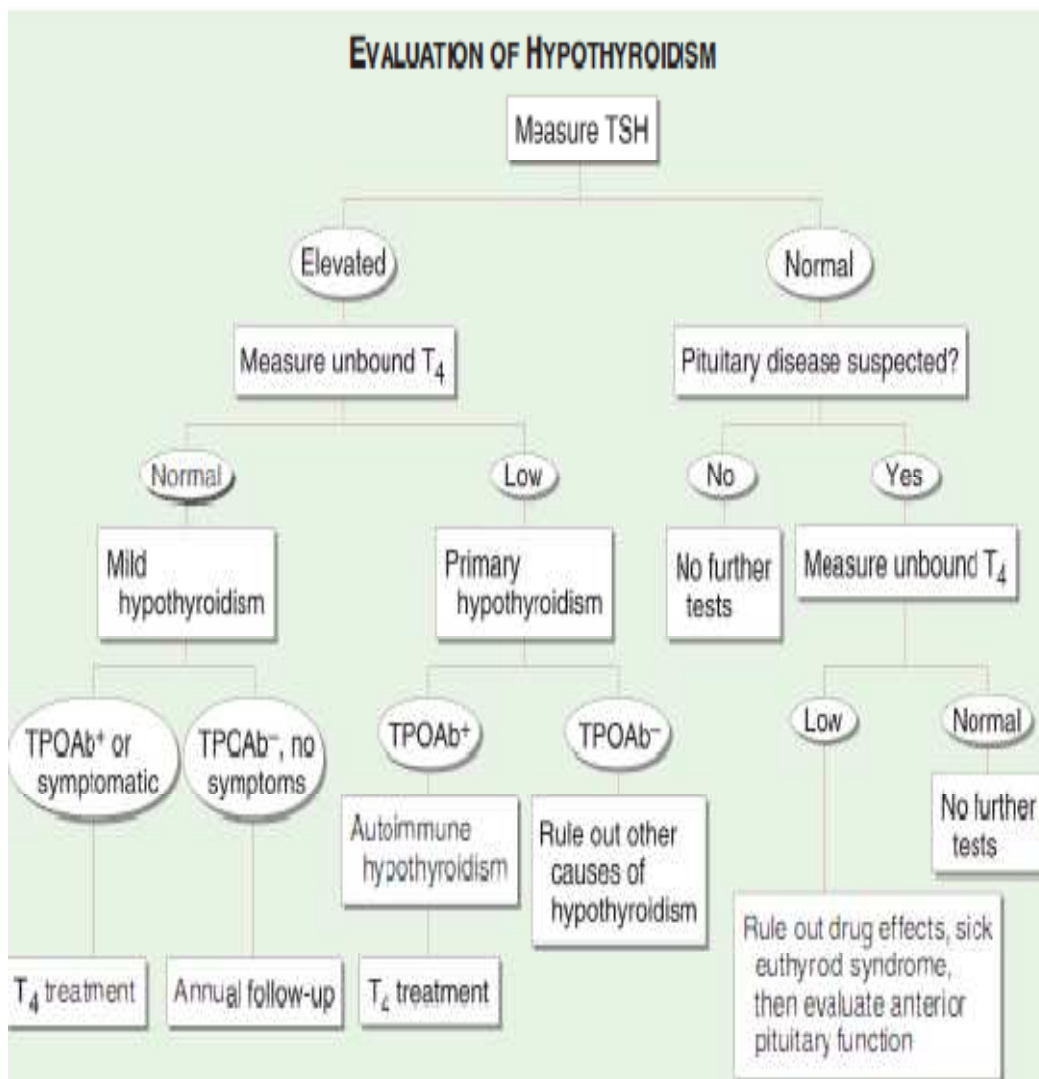 EVALUATION OF HYPOTHYROIDISM
Measure TSH
Elevated
Normal
Measure unbound T4
Pituitary disease suspected?
Normal
Low
No
Yes
Mild
hypothyroidism
Primary
hypothyroidism
No further
tests
Measure unbound T4
TPOAb+ or
symptomatic
TPOAb–, no
symptoms
TPOAb+
TPOAb–
Low
Normal
Autoimmune
hypothyroidism
Rule out other
causes of
hypothyroidism
No further
tests
T4 treatment
Annual follow-up
T4 treatment
Rule out drug effects, sick
euthyrod syndrome,
then evaluate anterior
pituitary function